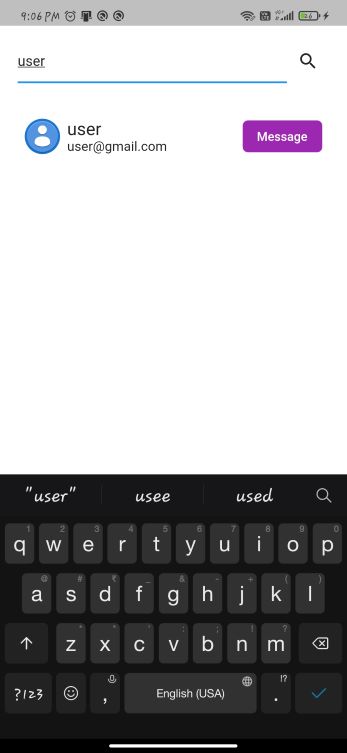 9:06 PM 26
user
user
user@gmail.com
Message
"user" usee used
1 2 3 4 5 6 7 8 9 0
q w e r t y u i o p
@ # ₹ _ & - + ( )
a s d f g h j k l
* " ' : ; ! ?
z x c v b n m
!?
?123 , English (USA) .